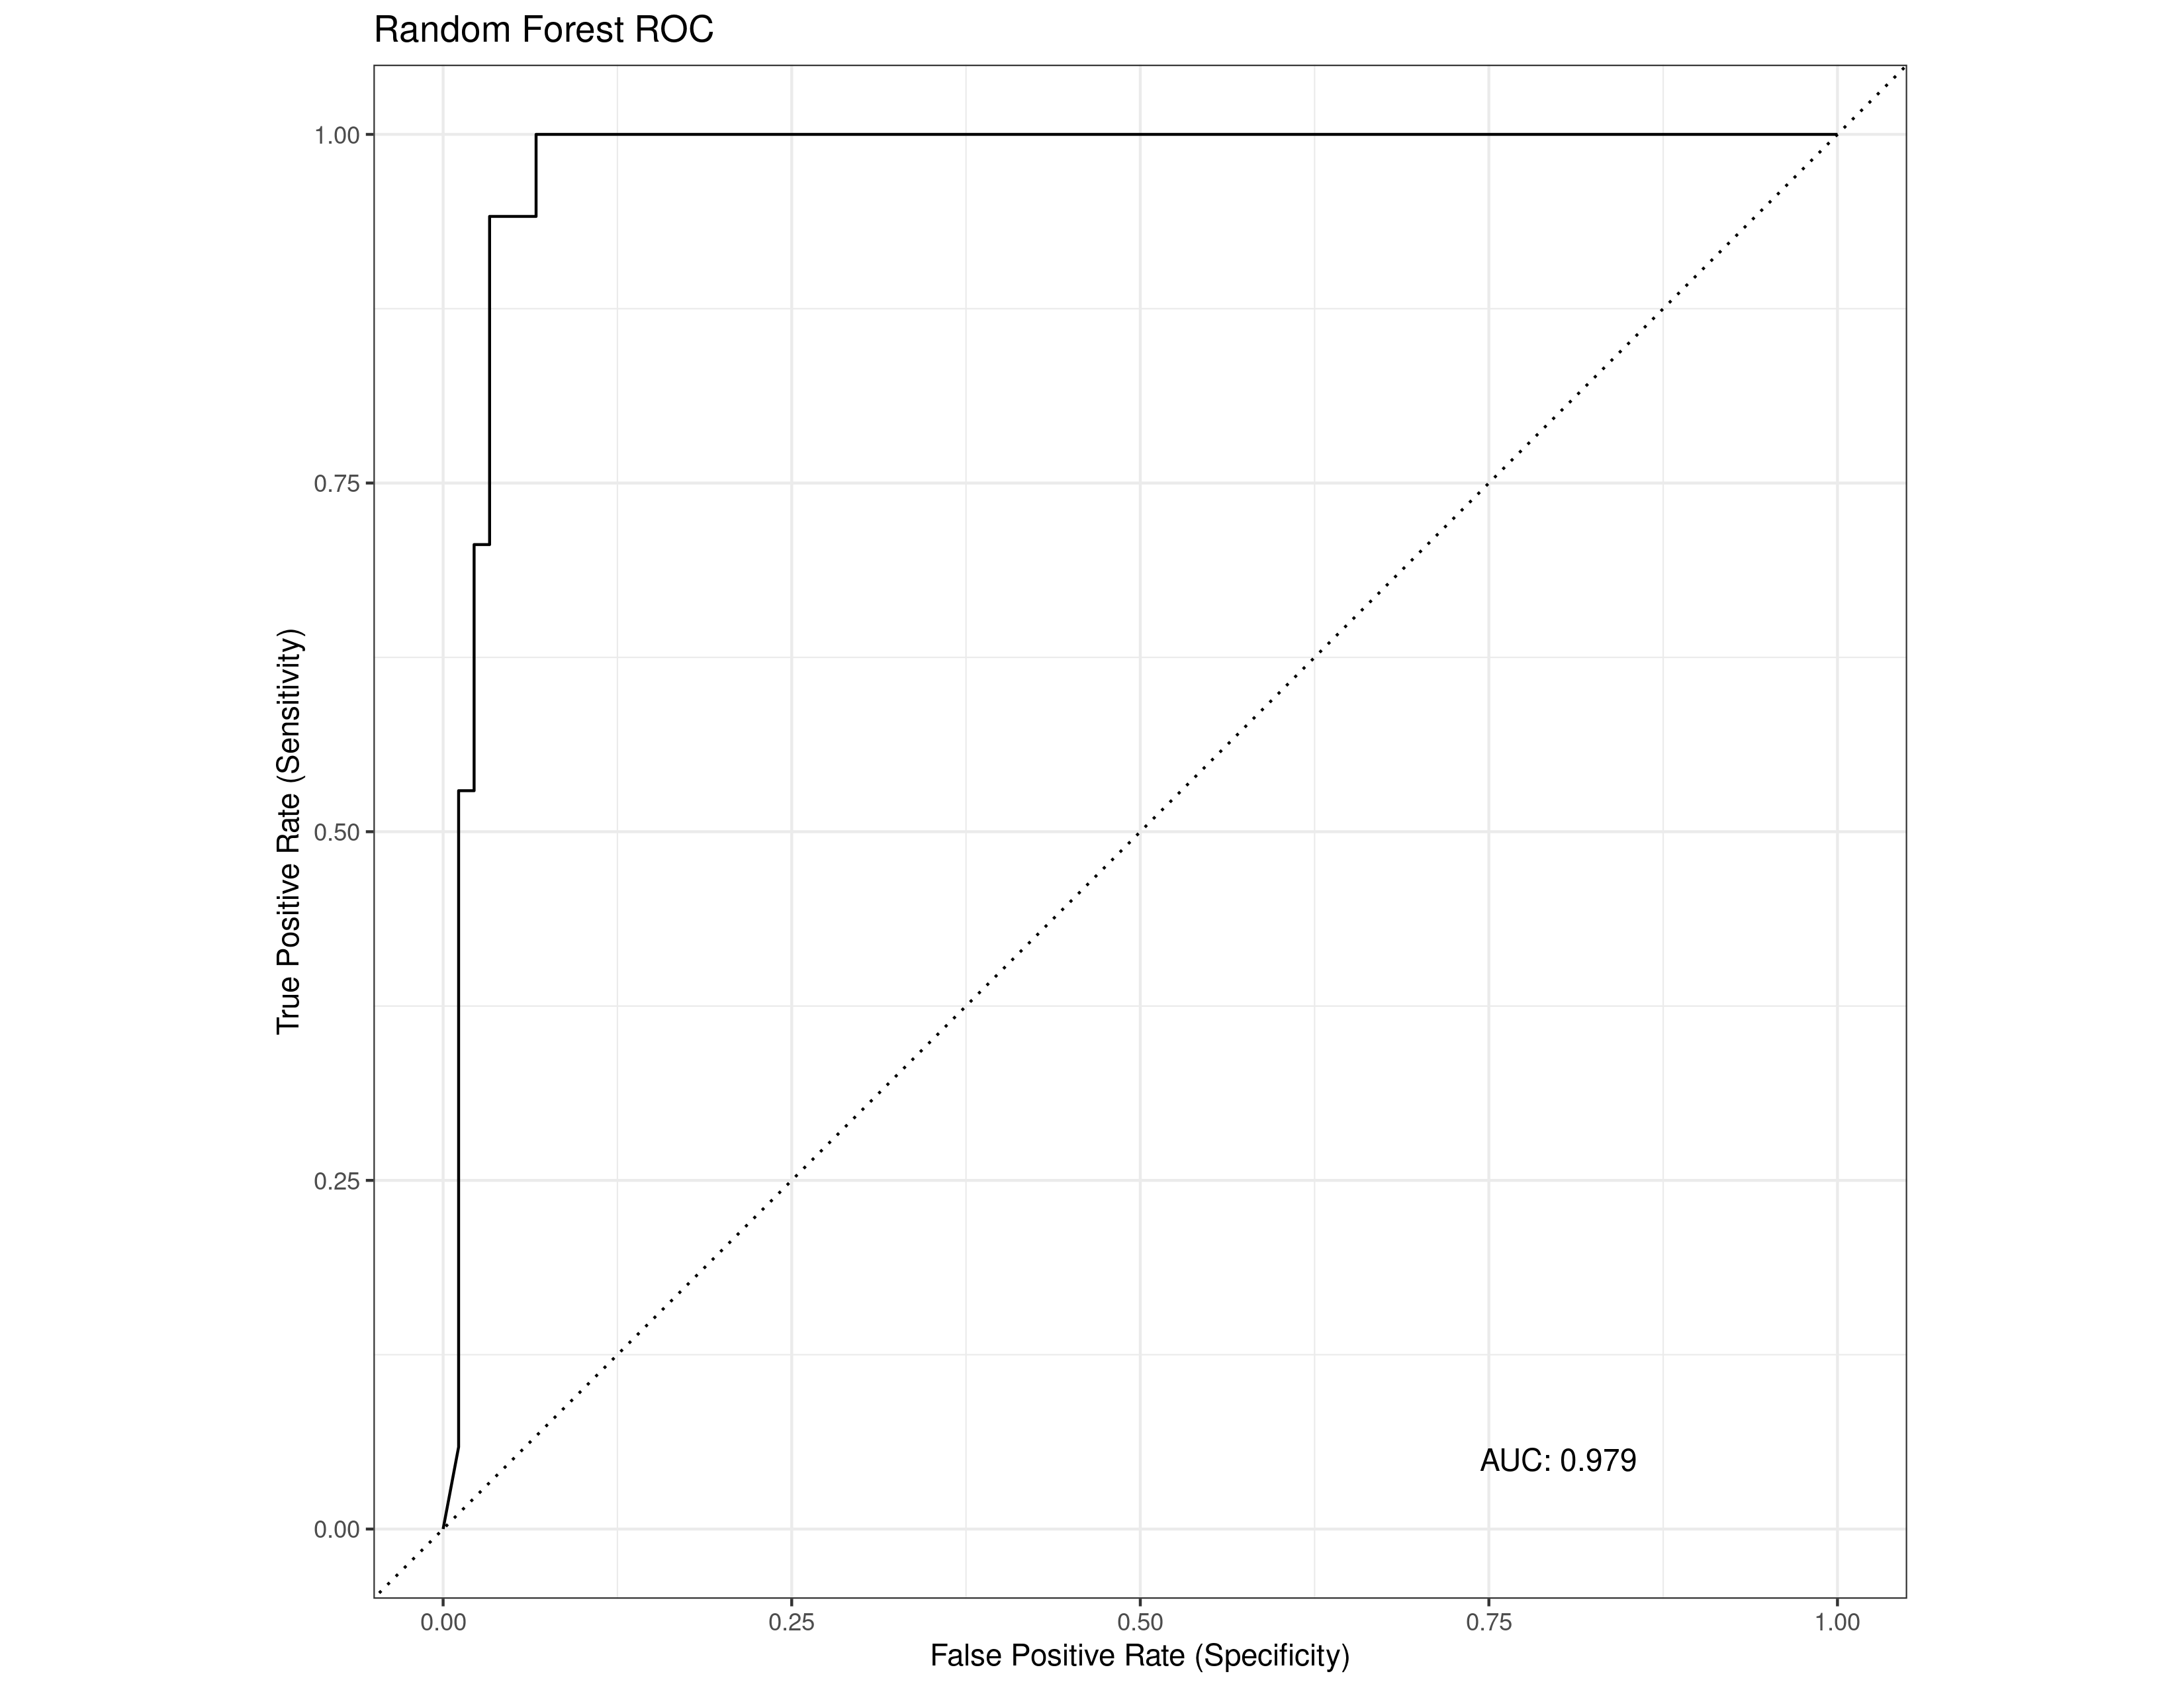 Random Forest ROC
1.00
0.75
0.50
0.25
0.00
True Positive Rate (Sensitivity)
AUC: 0.979
0.00 0.25 0.50 0.75 1.00
False Positive Rate (Specificity)